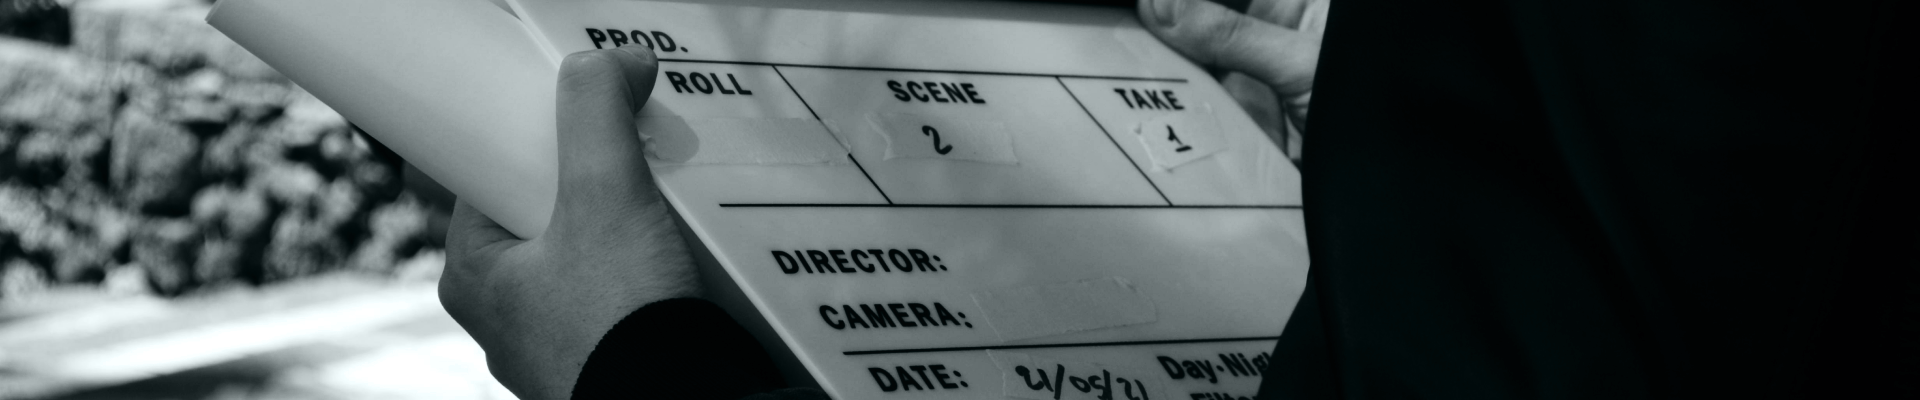 PROD.
ROLL SCENE TAKE
2 1
DIRECTOR:
CAMERA:
DATE: 21/05/21